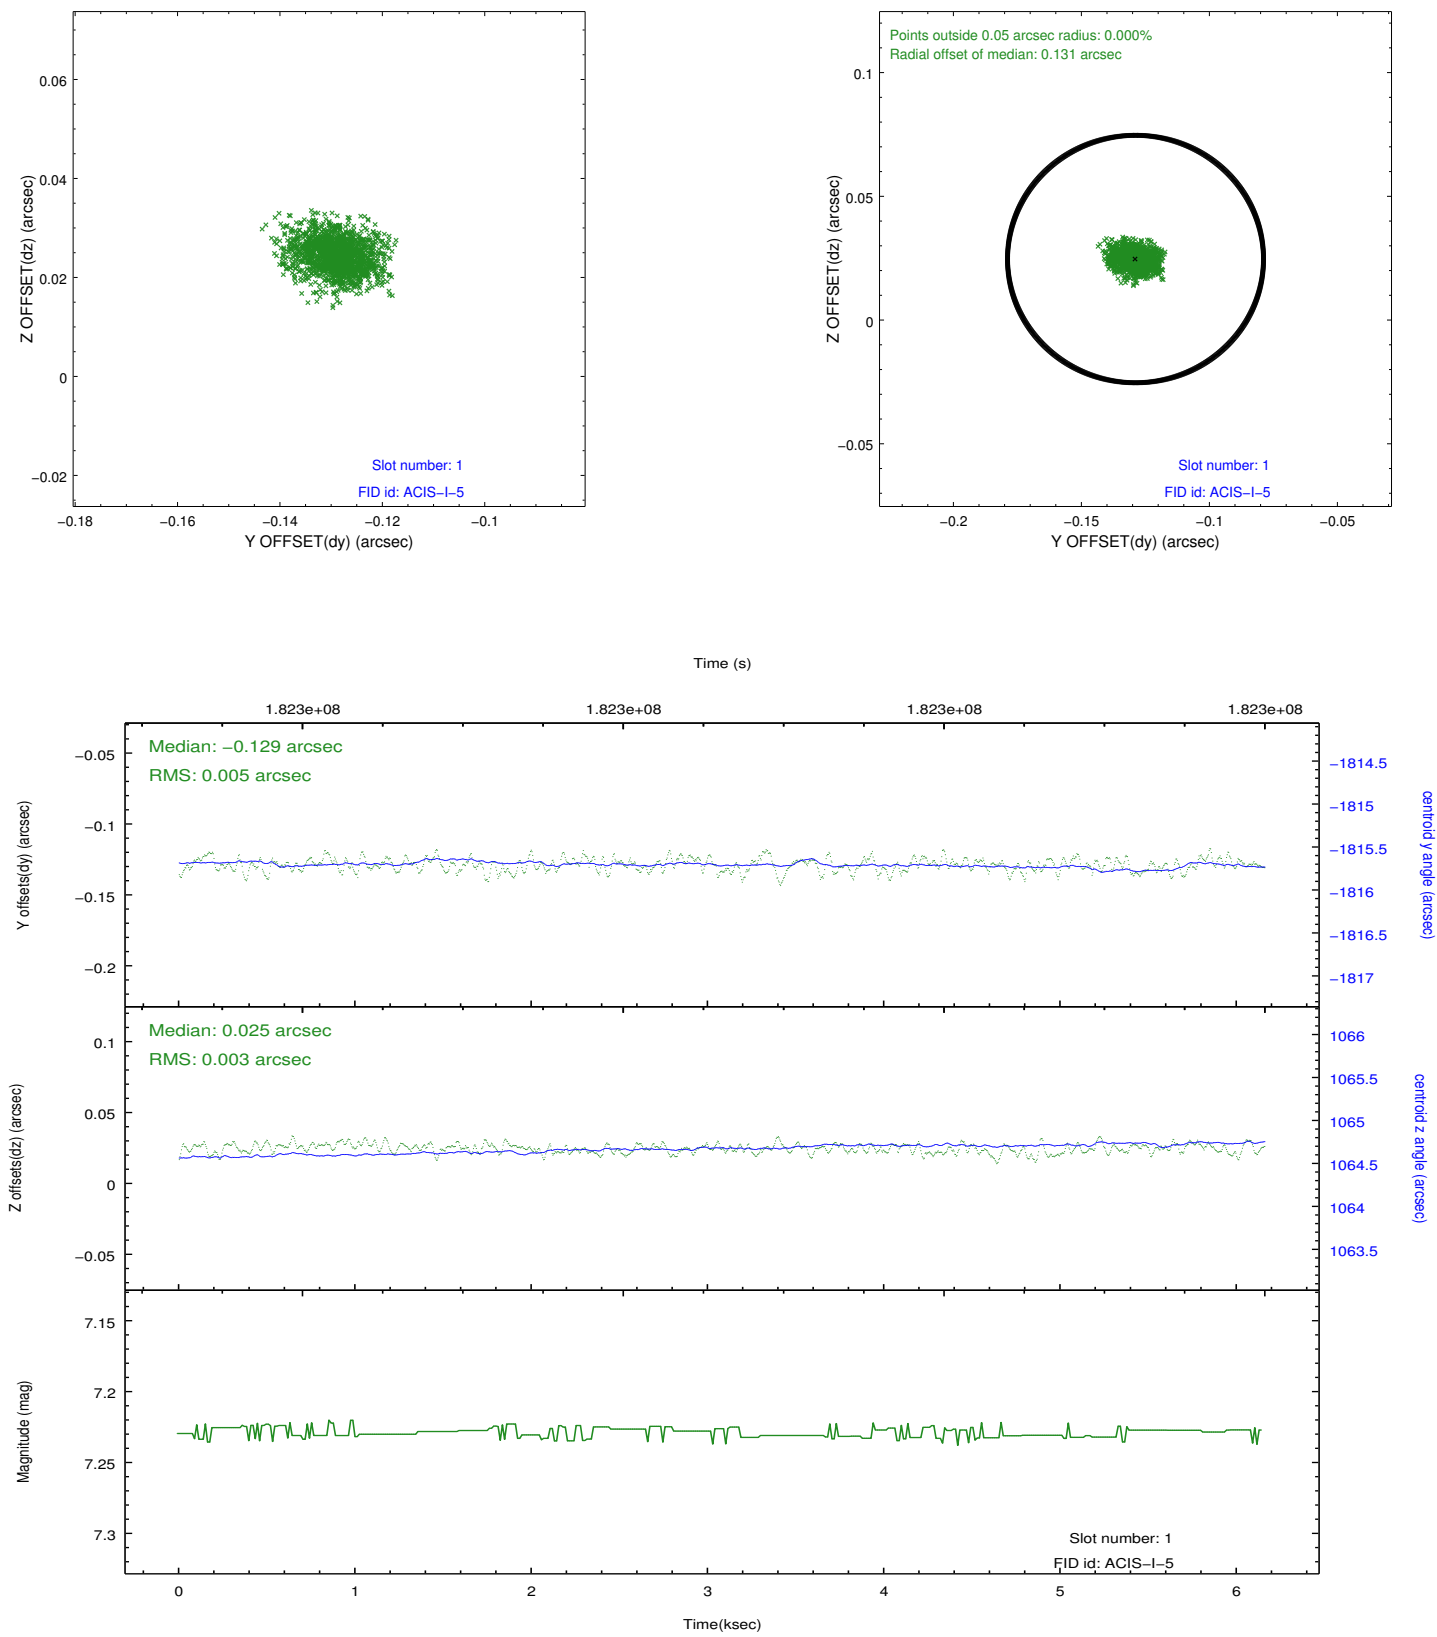 0.06
0.04
0.02
0
−0.02
Z OFFSET(dz) (arcsec)
Slot number: 1
FID id: ACIS−I−5
−0.18 −0.16 −0.14 −0.12 −0.1
Y OFFSET(dy) (arcsec)
Points outside 0.05 arcsec radius: 0.000%
Radial offset of median: 0.131 arcsec
0.1
0.05
0
−0.05
Z OFFSET(dz) (arcsec)
Slot number: 1
FID id: ACIS−I−5
−0.2 −0.15 −0.1 −0.05
Y OFFSET(dy) (arcsec)
Time (s)
1.823e+08 1.823e+08 1.823e+08 1.823e+08
Median: −0.129 arcsec
RMS: 0.005 arcsec
−0.05
−0.1
−0.15
−0.2
Y offsets(dy) (arcsec)
−1814.5
−1815
−1815.5
−1816
−1816.5
−1817
centroid y angle (arcsec)
Median: 0.025 arcsec
RMS: 0.003 arcsec
0.1
0.05
0
−0.05
Z offsets(dz) (arcsec)
1066
1065.5
1065
1064.5
1064
1063.5
centroid z angle (arcsec)
7.15
7.2
7.25
7.3
Magnitude (mag)
Slot number: 1
FID id: ACIS−I−5
0 1 2 3 4 5 6
Time(ksec)